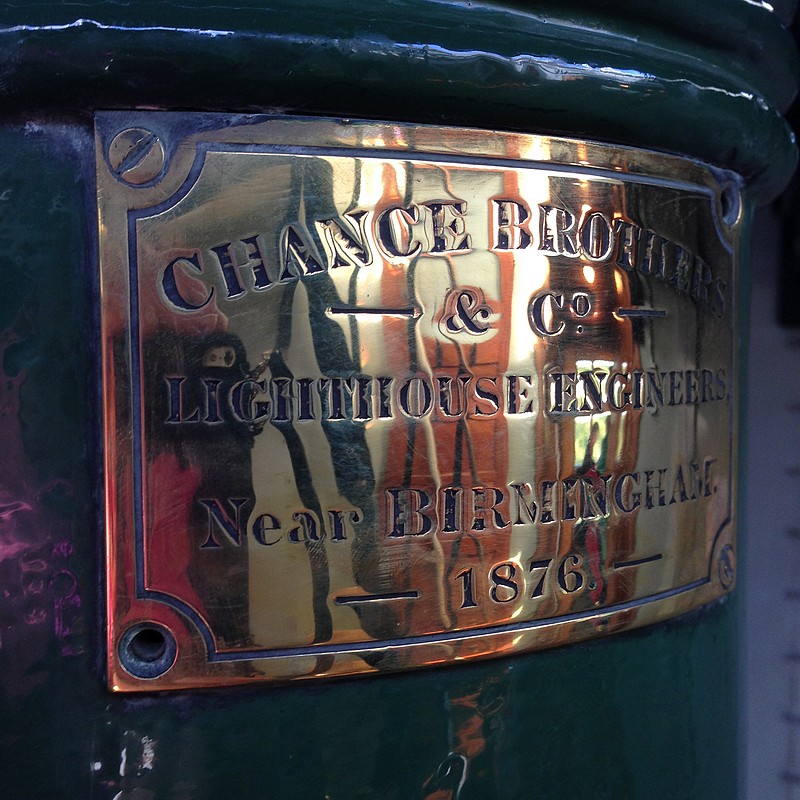 CHANCE BROTHERS
— & Cº —
LIGHTHOUSE ENGINEERS,
Near BIRMINGHAM.
— 1876. —